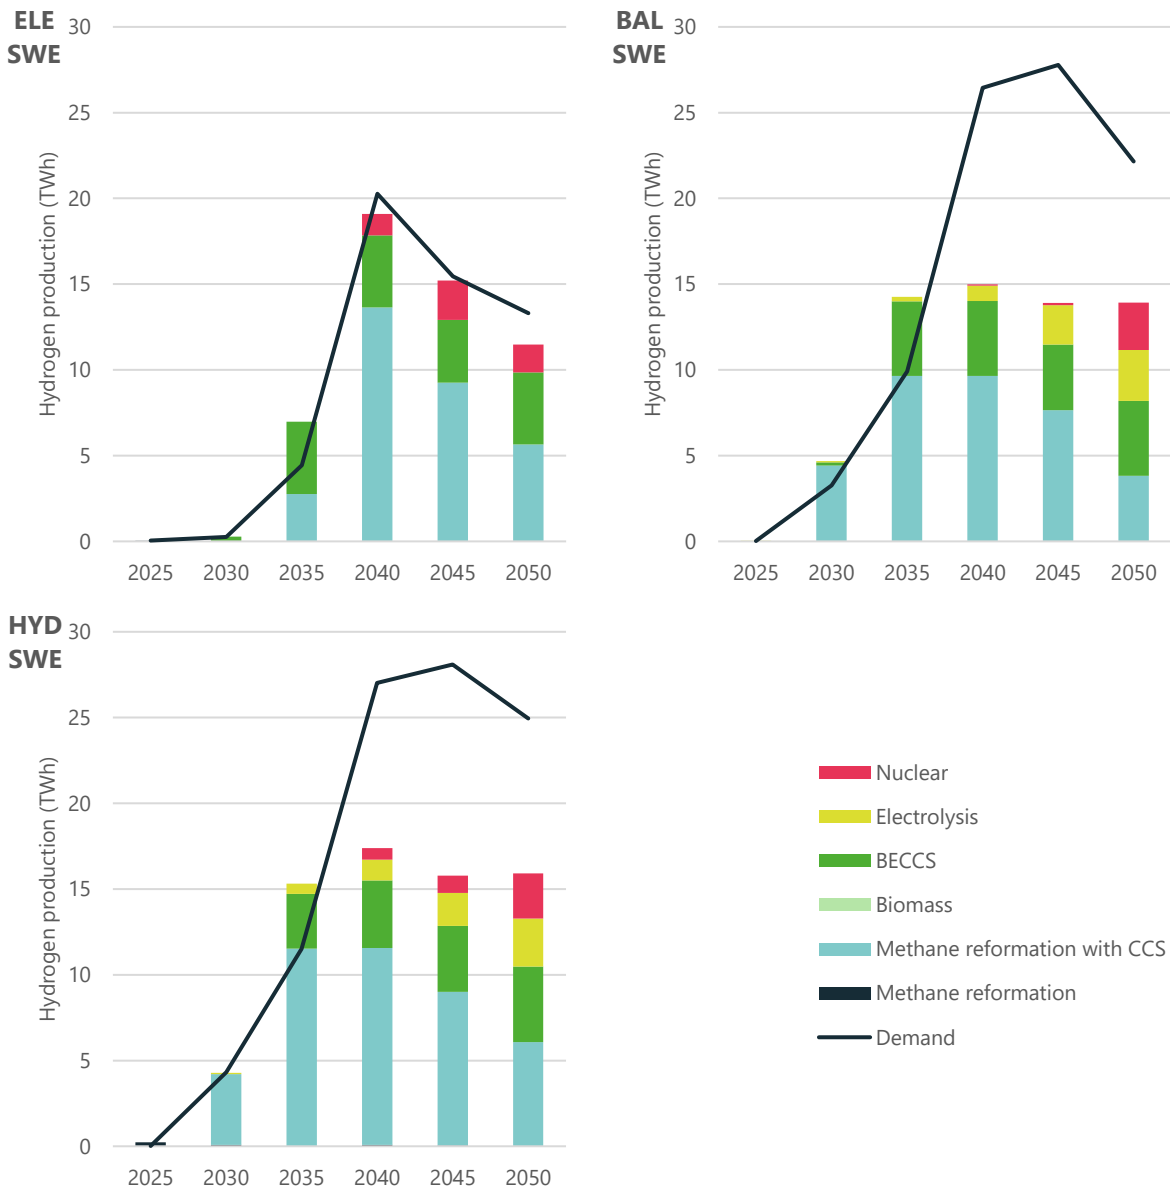 ELE
SWE
Hydrogen production (TWh)
30
25
20
15
10
5
0
2025 2030 2035 2040 2045 2050
BAL
SWE
Hydrogen production (TWh)
30
25
20
15
10
5
0
2025 2030 2035 2040 2045 2050
HYD
SWE
Hydrogen production (TWh)
30
25
20
15
10
5
0
2025 2030 2035 2040 2045 2050
Nuclear
Electrolysis
BECCS
Biomass
Methane reformation with CCS
Methane reformation
Demand